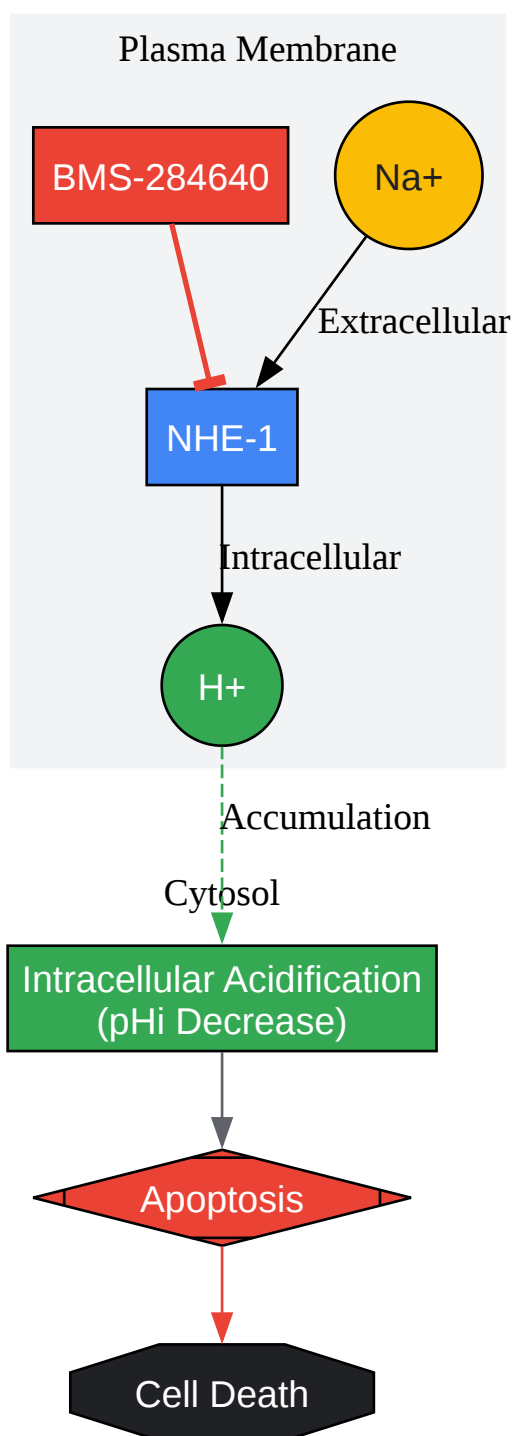 Plasma Membrane
BMS-284640
Na+
Extracellular
NHE-1
Intracellular
H+
Accumulation
Cytosol
Intracellular Acidification
(pHi Decrease)
Apoptosis
Cell Death